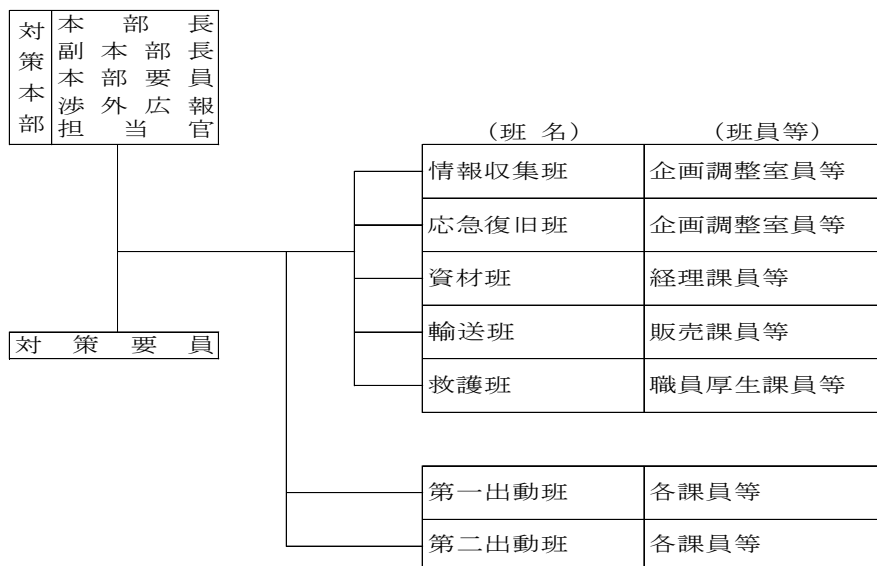 対策本部
本部長
副本部長
本部要員
渉外広報
担当官
（班名） （班員等）
情報収集班 企画調整室員等
応急復旧班 企画調整室員等
資材班 経理課員等
輸送班 販売課員等
救護班 職員厚生課員等
対策要員
第一出動班 各課員等
第二出動班 各課員等